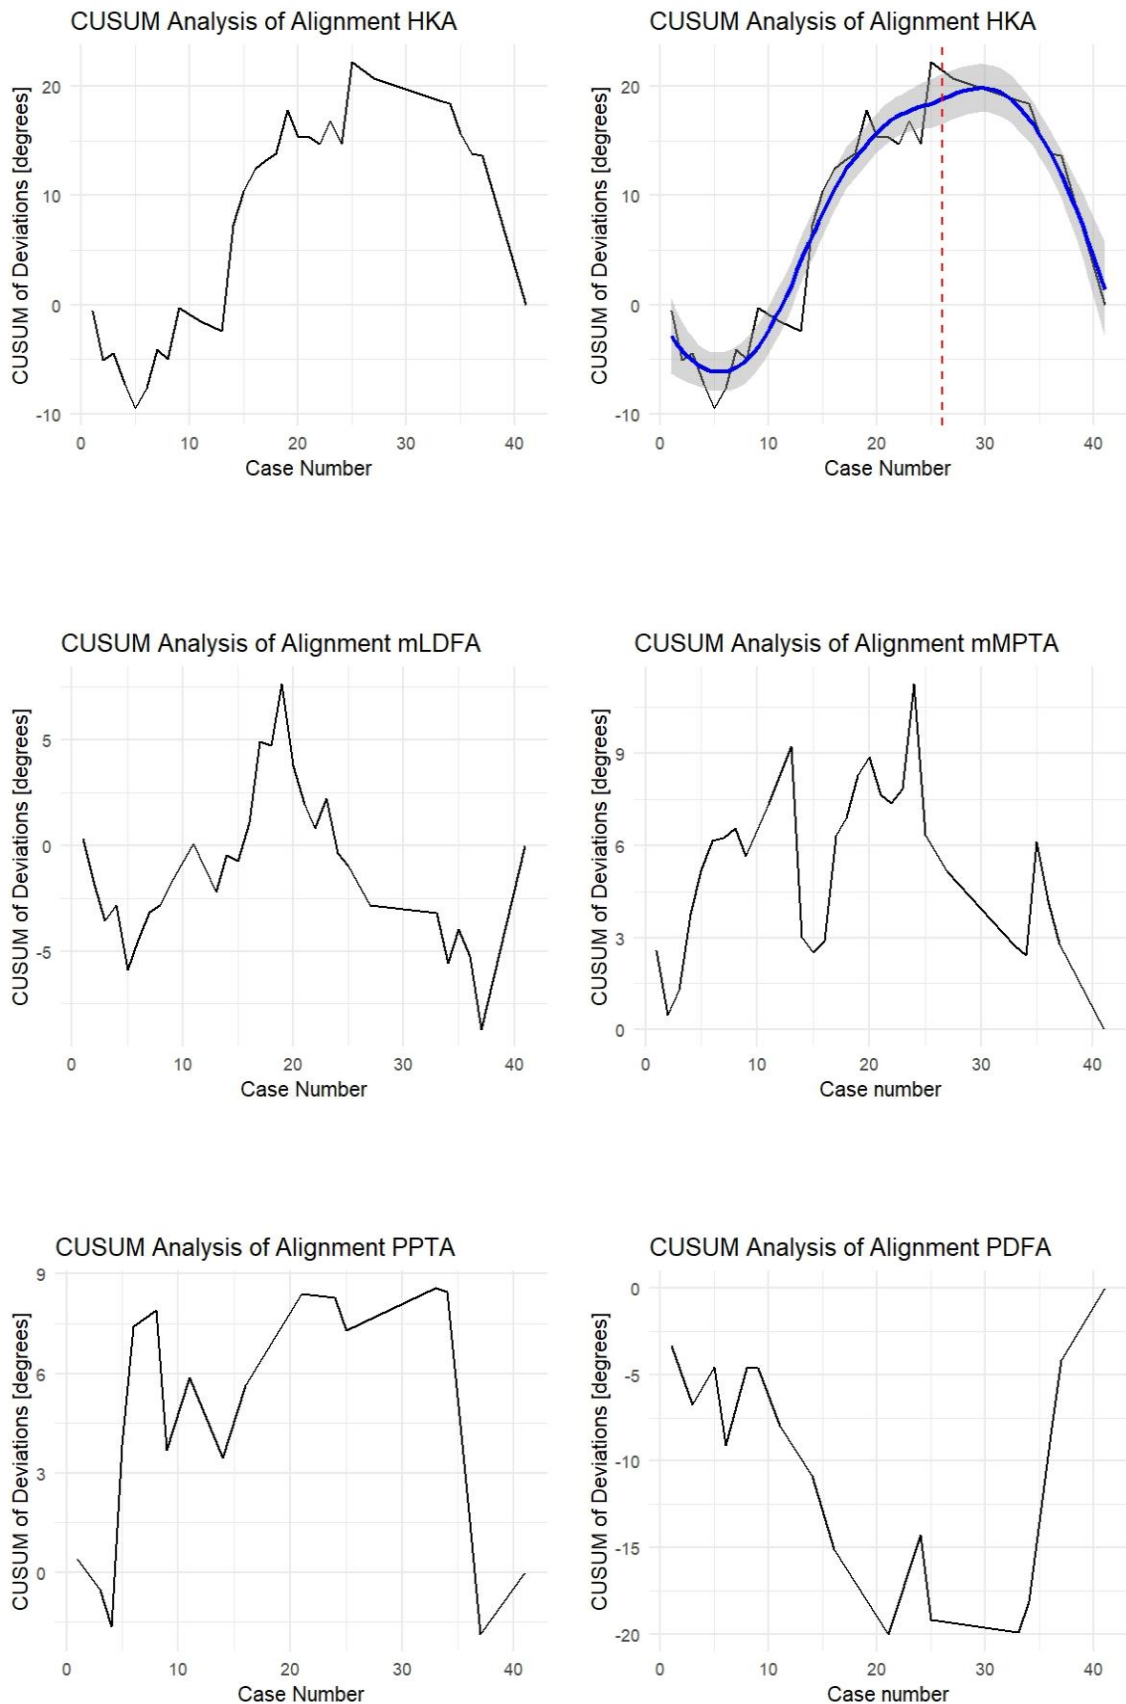 CUSUM Analysis of Alignment HKA
CUSUM of Deviations [degrees]
20
10
0
-10
0 10 20 30 40
Case Number
CUSUM Analysis of Alignment HKA
CUSUM of Deviations [degrees]
20
10
0
-10
0 10 20 30 40
Case Number
CUSUM Analysis of Alignment mLDFA
CUSUM of Deviations [degrees]
5
0
-5
0 10 20 30 40
Case Number
CUSUM Analysis of Alignment mMPTA
CUSUM of Deviations [degrees]
9
6
3
0
0 10 20 30 40
Case number
CUSUM Analysis of Alignment PPTA
CUSUM of Deviations [degrees]
9
6
3
0
0 10 20 30 40
Case Number
CUSUM Analysis of Alignment PDFA
CUSUM of Deviations [degrees]
0
-5
-10
-15
-20
0 10 20 30 40
Case number